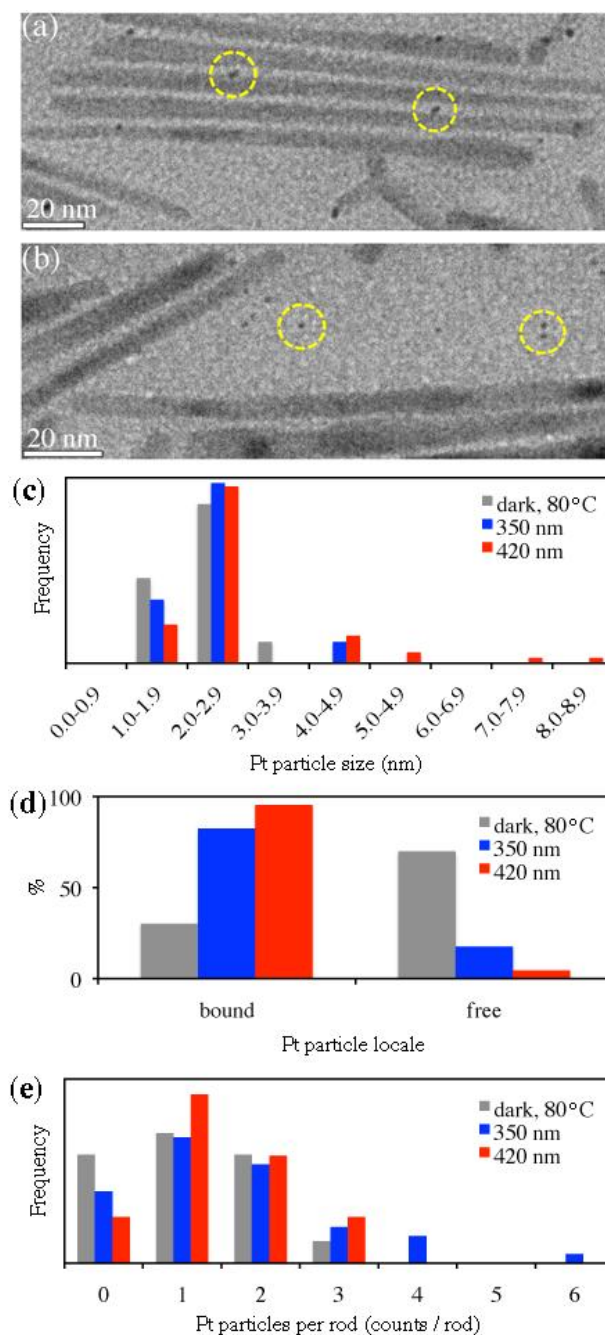 (a)
20 nm
(b)
20 nm
(c)
Frequency
dark, 80°C
350 nm
420 nm
0.0-0.9
1.0-1.9
2.0-2.9
3.0-3.9
4.0-4.9
5.0-4.9
6.0-6.9
7.0-7.9
8.0-8.9
Pt particle size (nm)
(d)
100
50
0
%
dark, 80°C
350 nm
420 nm
bound free
Pt particle locale
(e)
Frequency
dark, 80°C
350 nm
420 nm
0 1 2 3 4 5 6
Pt particles per rod (counts / rod)